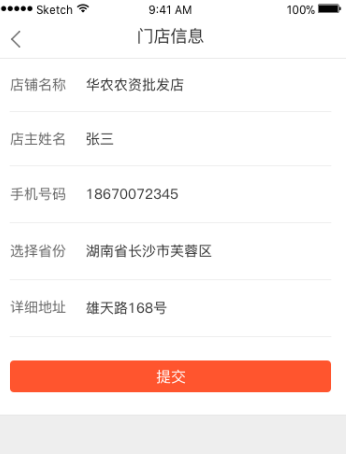 Sketch 9:41 AM 100%
门店信息
店铺名称 华农农资批发店
店主姓名 张三
手机号码 18670072345
选择省份 湖南省长沙市芙蓉区
详细地址 雄天路168号
提交